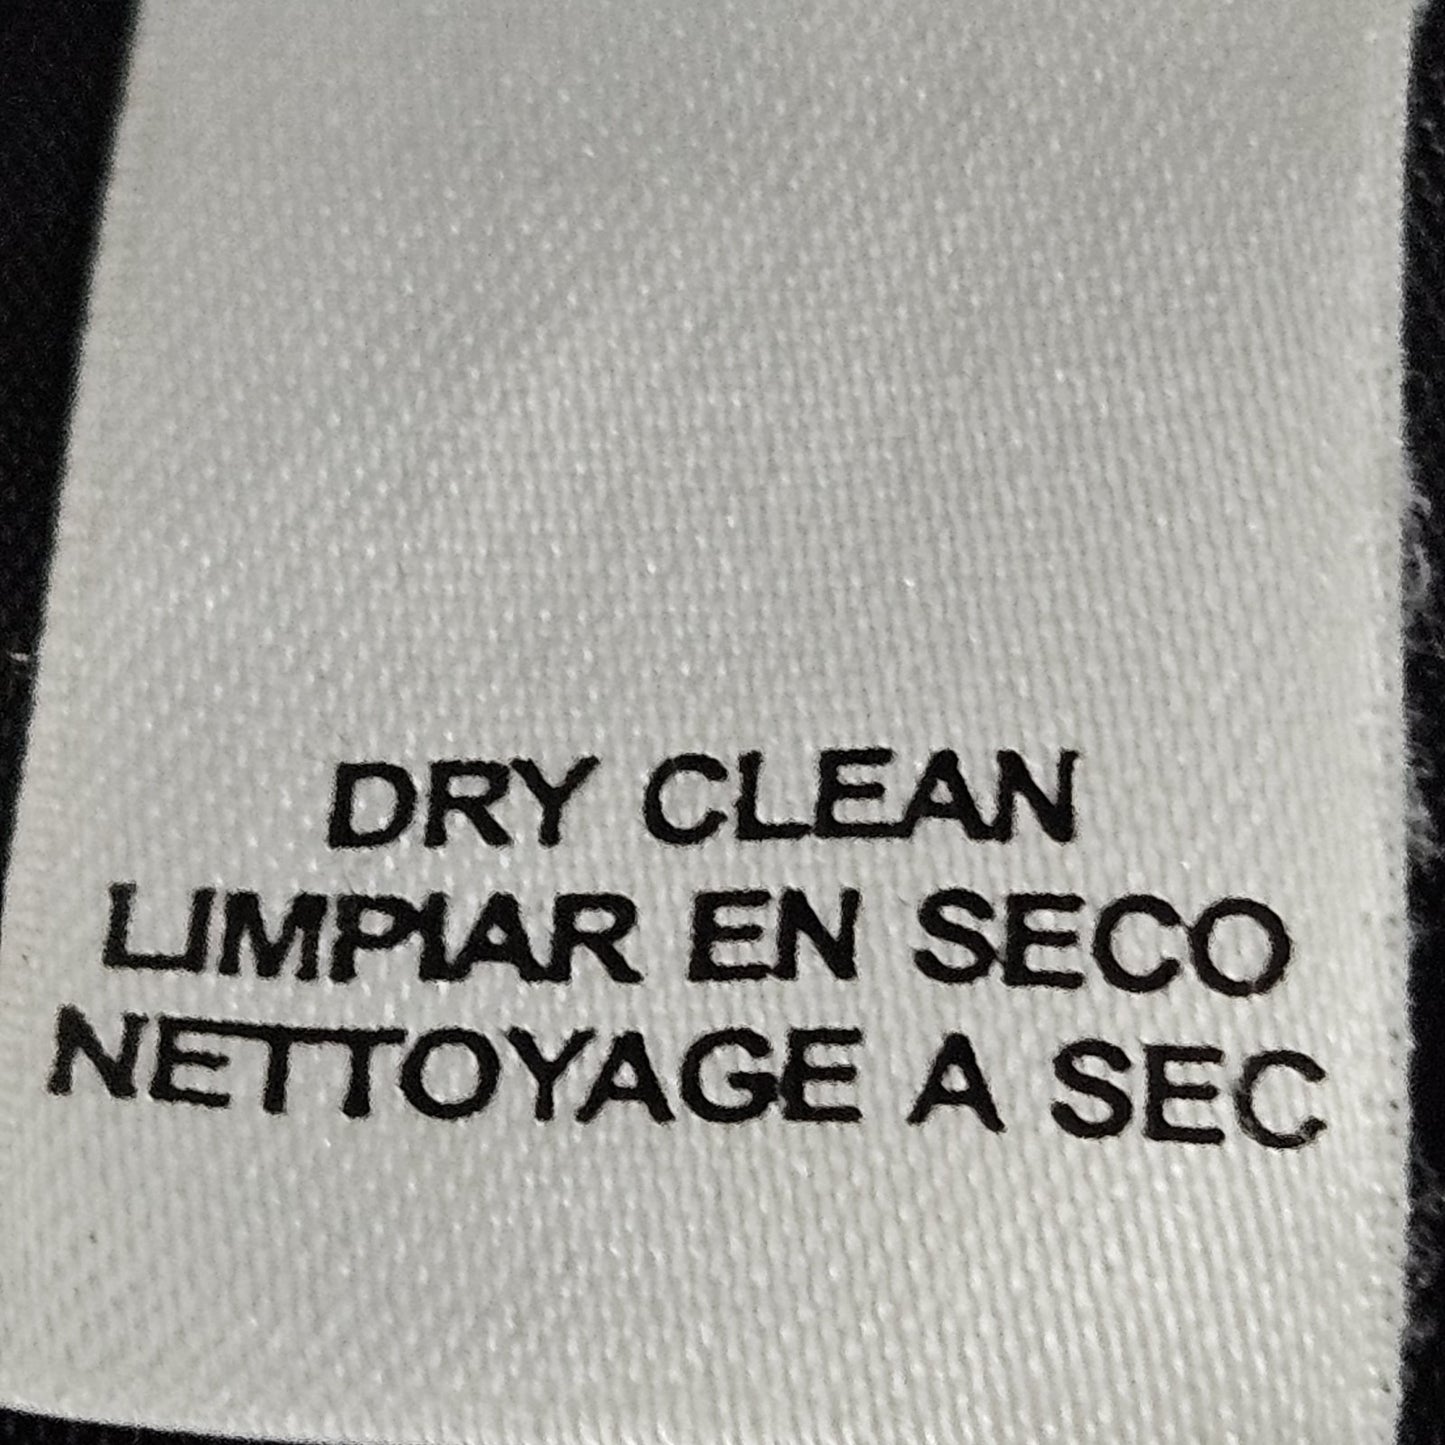 DRY CLEAN
LIMPIAR EN SECO
NETTOYAGE A SEC